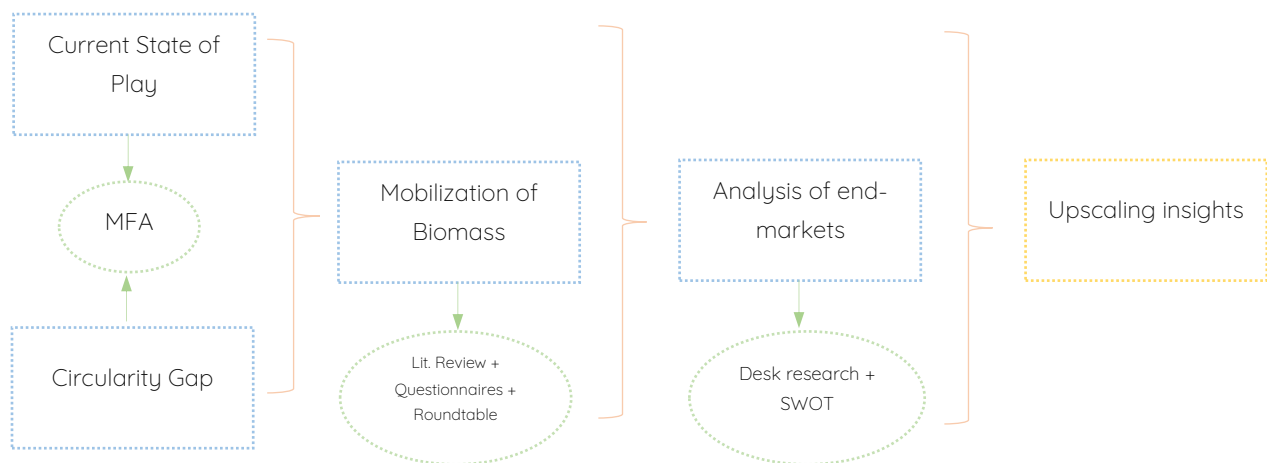 Current State of
Play
MFA
Circularity Gap
Mobilization of
Biomass
Lit. Review +
Questionnaires +
Roundtable
Analysis of end-
markets
Desk research +
SWOT
Upscaling insights